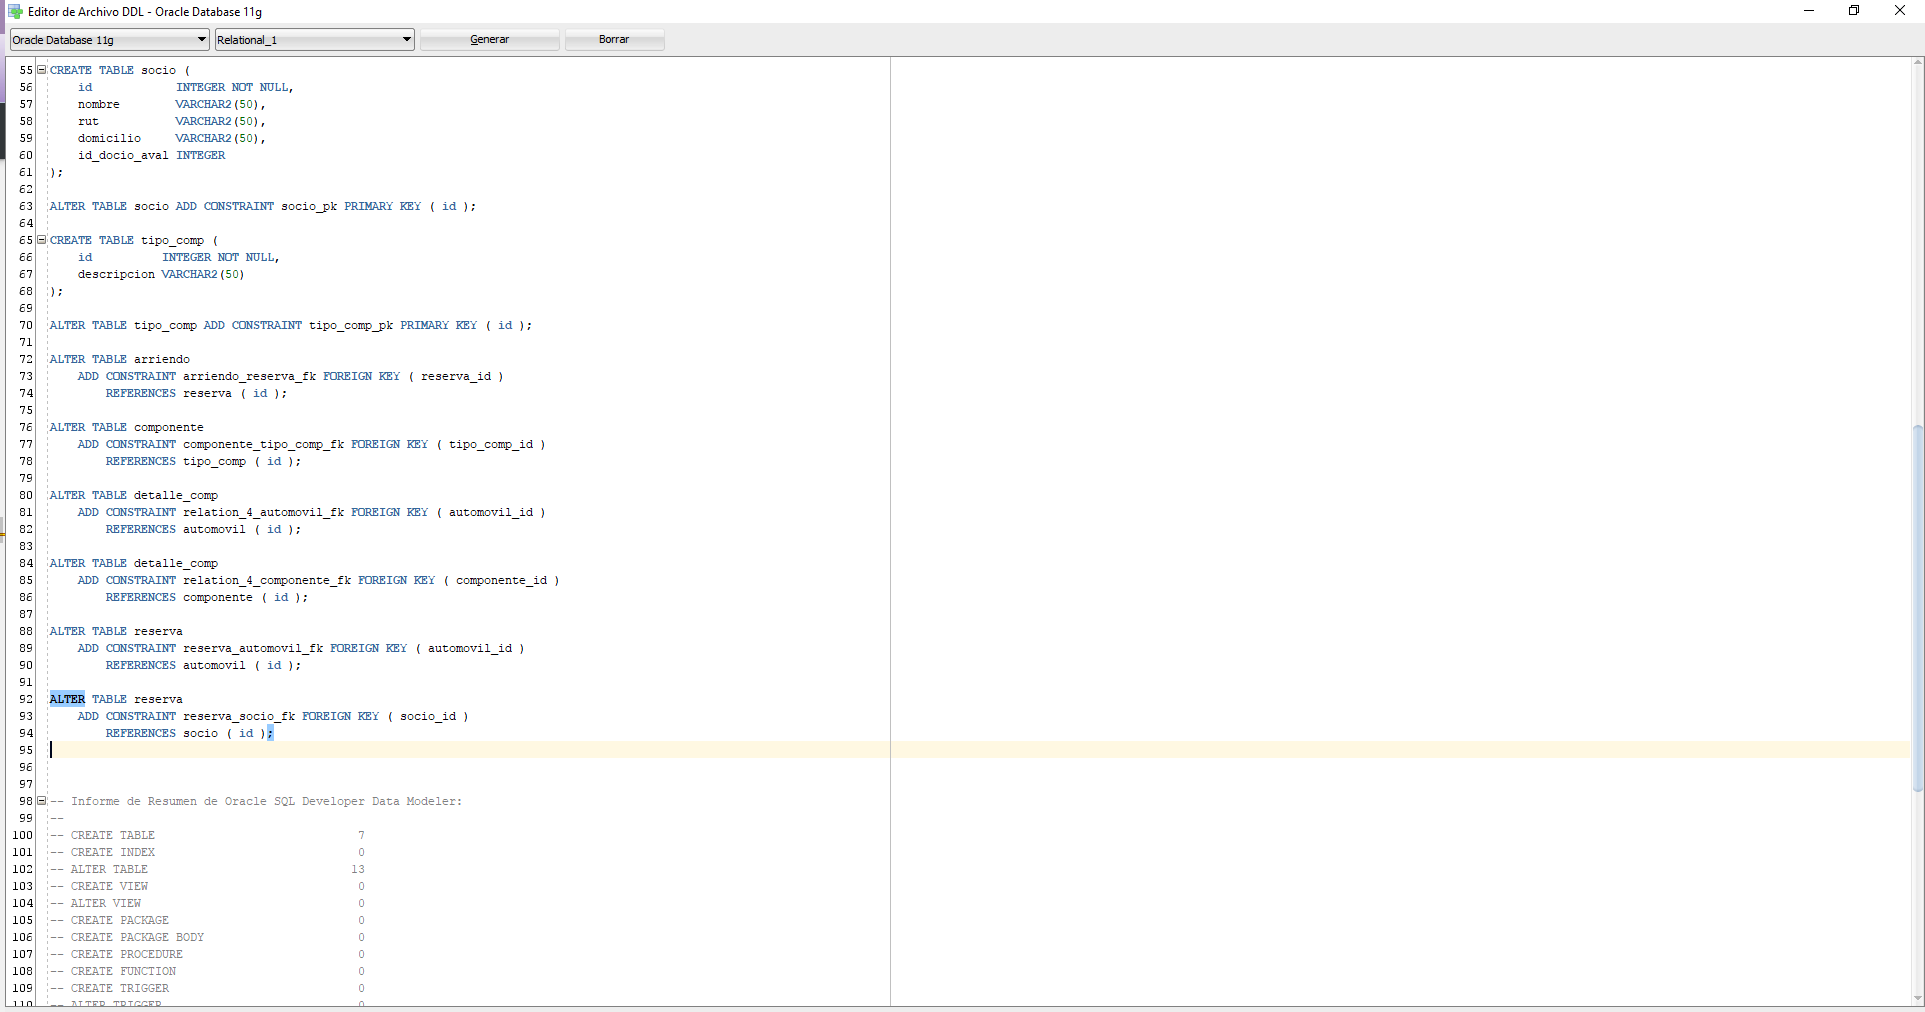 Editor de Archivo DDL - Oracle Database 11g
Oracle Database 11g Relational_1 Generar Borrar
55 CREATE TABLE socio (
56 id INTEGER NOT NULL,
57 nombre VARCHAR2(50),
58 rut VARCHAR2(50),
59 domicilio VARCHAR2(50),
60 id_docio_aval INTEGER
61 );
62
63 ALTER TABLE socio ADD CONSTRAINT socio_pk PRIMARY KEY ( id );
64
65 CREATE TABLE tipo_comp (
66 id INTEGER NOT NULL,
67 descripcion VARCHAR2(50)
68 );
69
70 ALTER TABLE tipo_comp ADD CONSTRAINT tipo_comp_pk PRIMARY KEY ( id );
71
72 ALTER TABLE arriendo
73 ADD CONSTRAINT arriendo_reserva_fk FOREIGN KEY ( reserva_id )
74 REFERENCES reserva ( id );
75
76 ALTER TABLE componente
77 ADD CONSTRAINT componente_tipo_comp_fk FOREIGN KEY ( tipo_comp_id )
78 REFERENCES tipo_comp ( id );
79
80 ALTER TABLE detalle_comp
81 ADD CONSTRAINT relation_4_automovil_fk FOREIGN KEY ( automovil_id )
82 REFERENCES automovil ( id );
83
84 ALTER TABLE detalle_comp
85 ADD CONSTRAINT relation_4_componente_fk FOREIGN KEY ( componente_id )
86 REFERENCES componente ( id );
87
88 ALTER TABLE reserva
89 ADD CONSTRAINT reserva_automovil_fk FOREIGN KEY ( automovil_id )
90 REFERENCES automovil ( id );
91
92 ALTER TABLE reserva
93 ADD CONSTRAINT reserva_socio_fk FOREIGN KEY ( socio_id )
94 REFERENCES socio ( id );
95
96
97
98 -- Informe de Resumen de Oracle SQL Developer Data Modeler:
99 --
100 -- CREATE TABLE 7
101 -- CREATE INDEX 0
102 -- ALTER TABLE 13
103 -- CREATE VIEW 0
104 -- ALTER VIEW 0
105 -- CREATE PACKAGE 0
106 -- CREATE PACKAGE BODY 0
107 -- CREATE PROCEDURE 0
108 -- CREATE FUNCTION 0
109 -- CREATE TRIGGER 0
110 -- ALTER TRIGGER 0